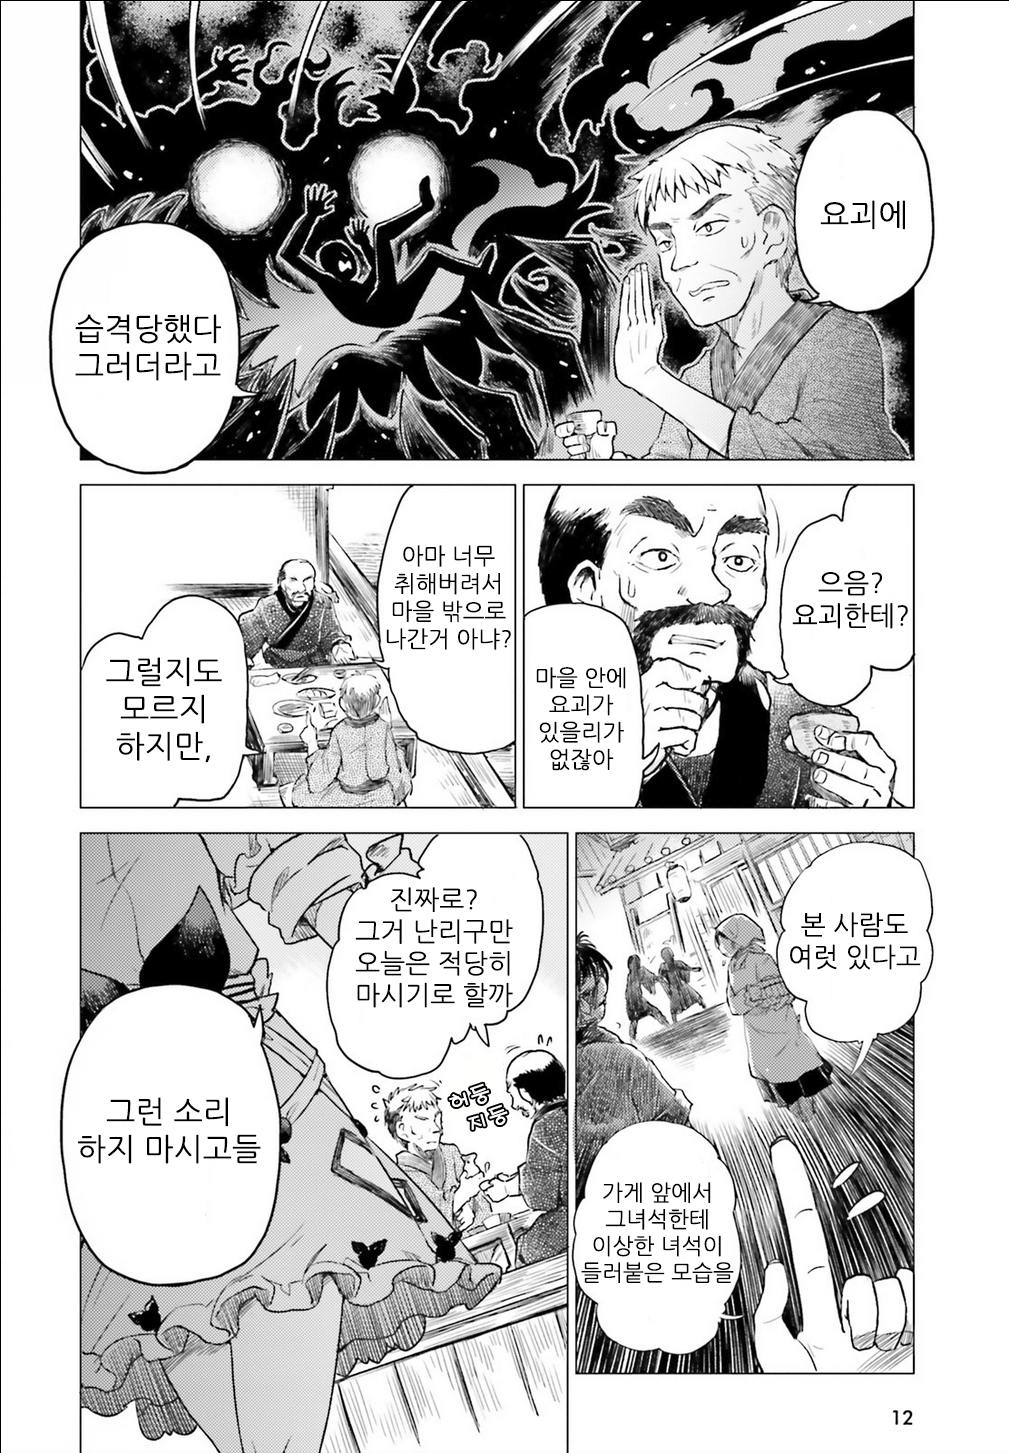 요괴에
습격당했다
그러더라고
으음?
요괴한테?
마을 안에
요괴가
있을리가
없잖아
아마 너무
취해버려서
마을 밖으로
나간거 아냐?
그럴지도
모르지
하지만,
본 사람도
여럿 있다고
가게 앞에서
그녀석한테
이상한 녀석이
들러붙은 모습을
진짜로?
그거 난리구만
오늘은 적당히
마시기로 할까
허둥
지둥
그런 소리
하지 마시고들
12